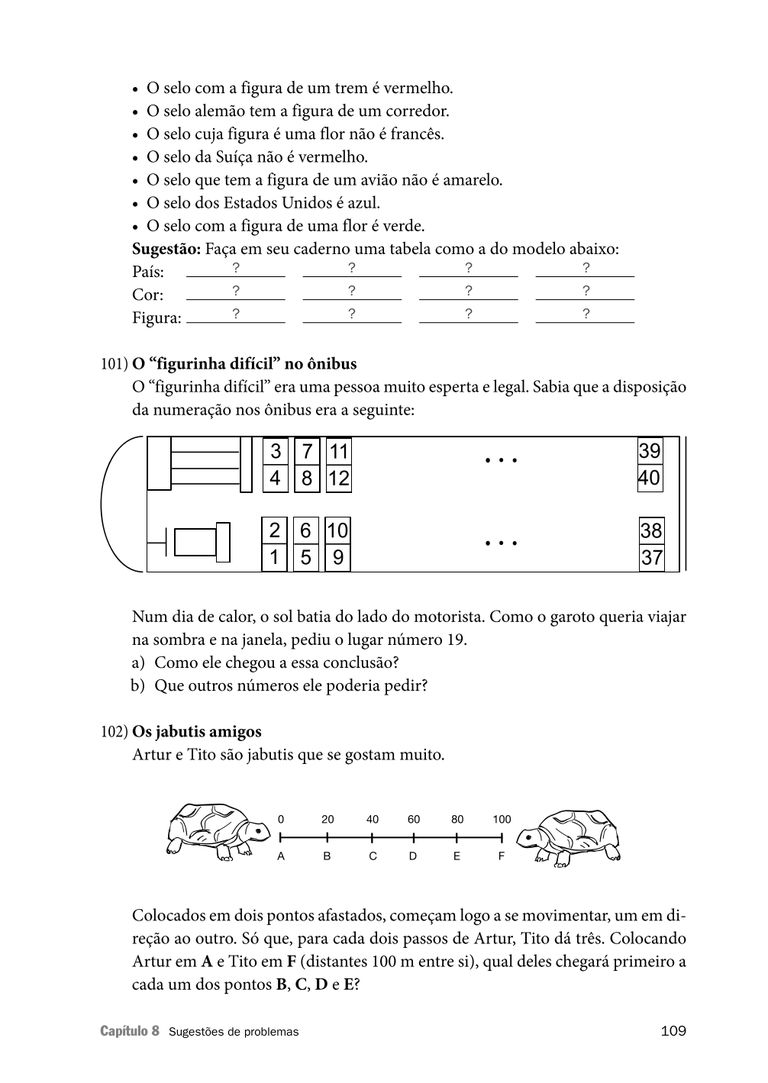 • O selo com a figura de um trem é vermelho.
• O selo alemão tem a figura de um corredor.
• O selo cuja figura é uma flor não é francês.
• O selo da Suíça não é vermelho.
• O selo que tem a figura de um avião não é amarelo.
• O selo dos Estados Unidos é azul.
• O selo com a figura de uma flor é verde.
Sugestão: Faça em seu caderno uma tabela como a do modelo abaixo:
País: ? ? ? ?
Cor: ? ? ? ?
Figura: ? ? ? ?
101) O “figurinha difícil” no ônibus
O “figurinha difícil” era uma pessoa muito esperta e legal. Sabia que a disposição
da numeração nos ônibus era a seguinte:
3 7 11 . . . 39
4 8 12 40
2 6 10 . . . 38
1 5 9 37
Num dia de calor, o sol batia do lado do motorista. Como o garoto queria viajar
na sombra e na janela, pediu o lugar número 19.
a) Como ele chegou a essa conclusão?
b) Que outros números ele poderia pedir?
102) Os jabutis amigos
Artur e Tito são jabutis que se gostam muito.
0 20 40 60 80 100
A B C D E F
Colocados em dois pontos afastados, começam logo a se movimentar, um em di-
reção ao outro. Só que, para cada dois passos de Artur, Tito dá três. Colocando
Artur em A e Tito em F (distantes 100 m entre si), qual deles chegará primeiro a
cada um dos pontos B, C, D e E?
Capítulo 8 Sugestões de problemas 109